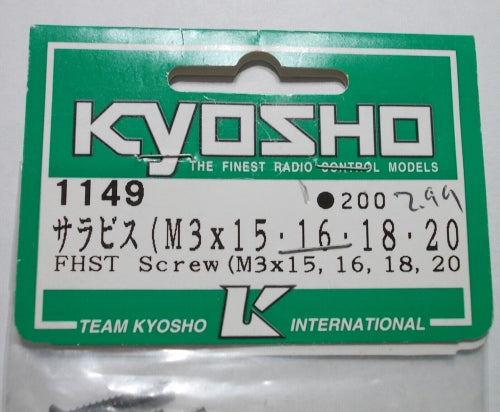 KYOSHO
THE FINEST RADIO CONTROL MODELS
1149 ●200 2.99
サラビス (M3x15・16・18・20
FHST Screw (M3x15, 16, 18, 20
TEAM KYOSHO K INTERNATIONAL